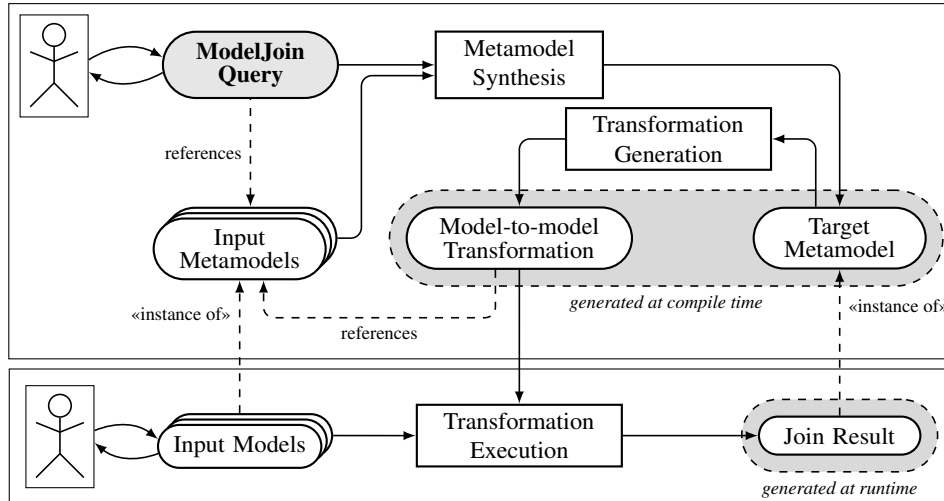 ModelJoin
Query
Metamodel
Synthesis
Transformation
Generation
references
Input
Metamodels
Model-to-model
Transformation
Target
Metamodel
generated at compile time
«instance of»
references
«instance of»
Input Models
Transformation
Execution
Join Result
generated at runtime